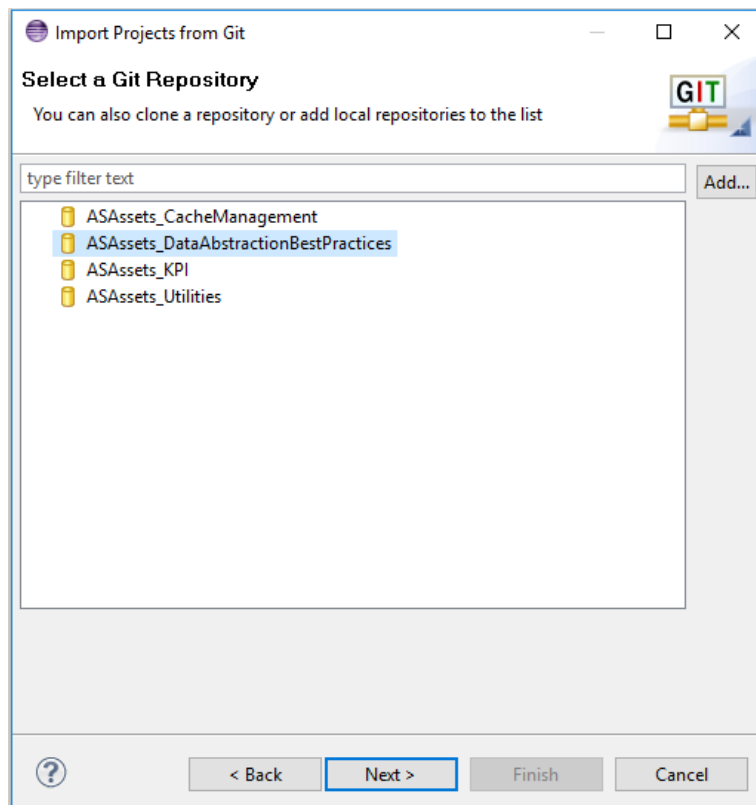 Import Projects from Git
Select a Git Repository
You can also clone a repository or add local repositories to the list
GIT
type filter text
Add...
ASAssets_CacheManagement
ASAssets_DataAbstractionBestPractices
ASAssets_KPI
ASAssets_Utilities
?
< Back
Next >
Finish
Cancel